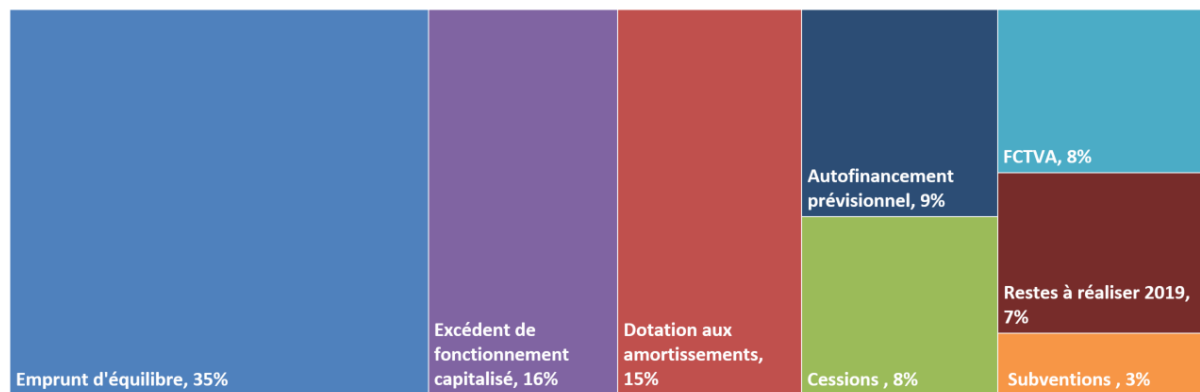 Emprunt d'équilibre, 35%
Excédent de
fonctionnement
capitalisé, 16%
Dotation aux
amortissements,
15%
Autofinancement
prévisionnel, 9%
Cessions , 8%
FCTVA, 8%
Restes à réaliser 2019,
7%
Subventions , 3%